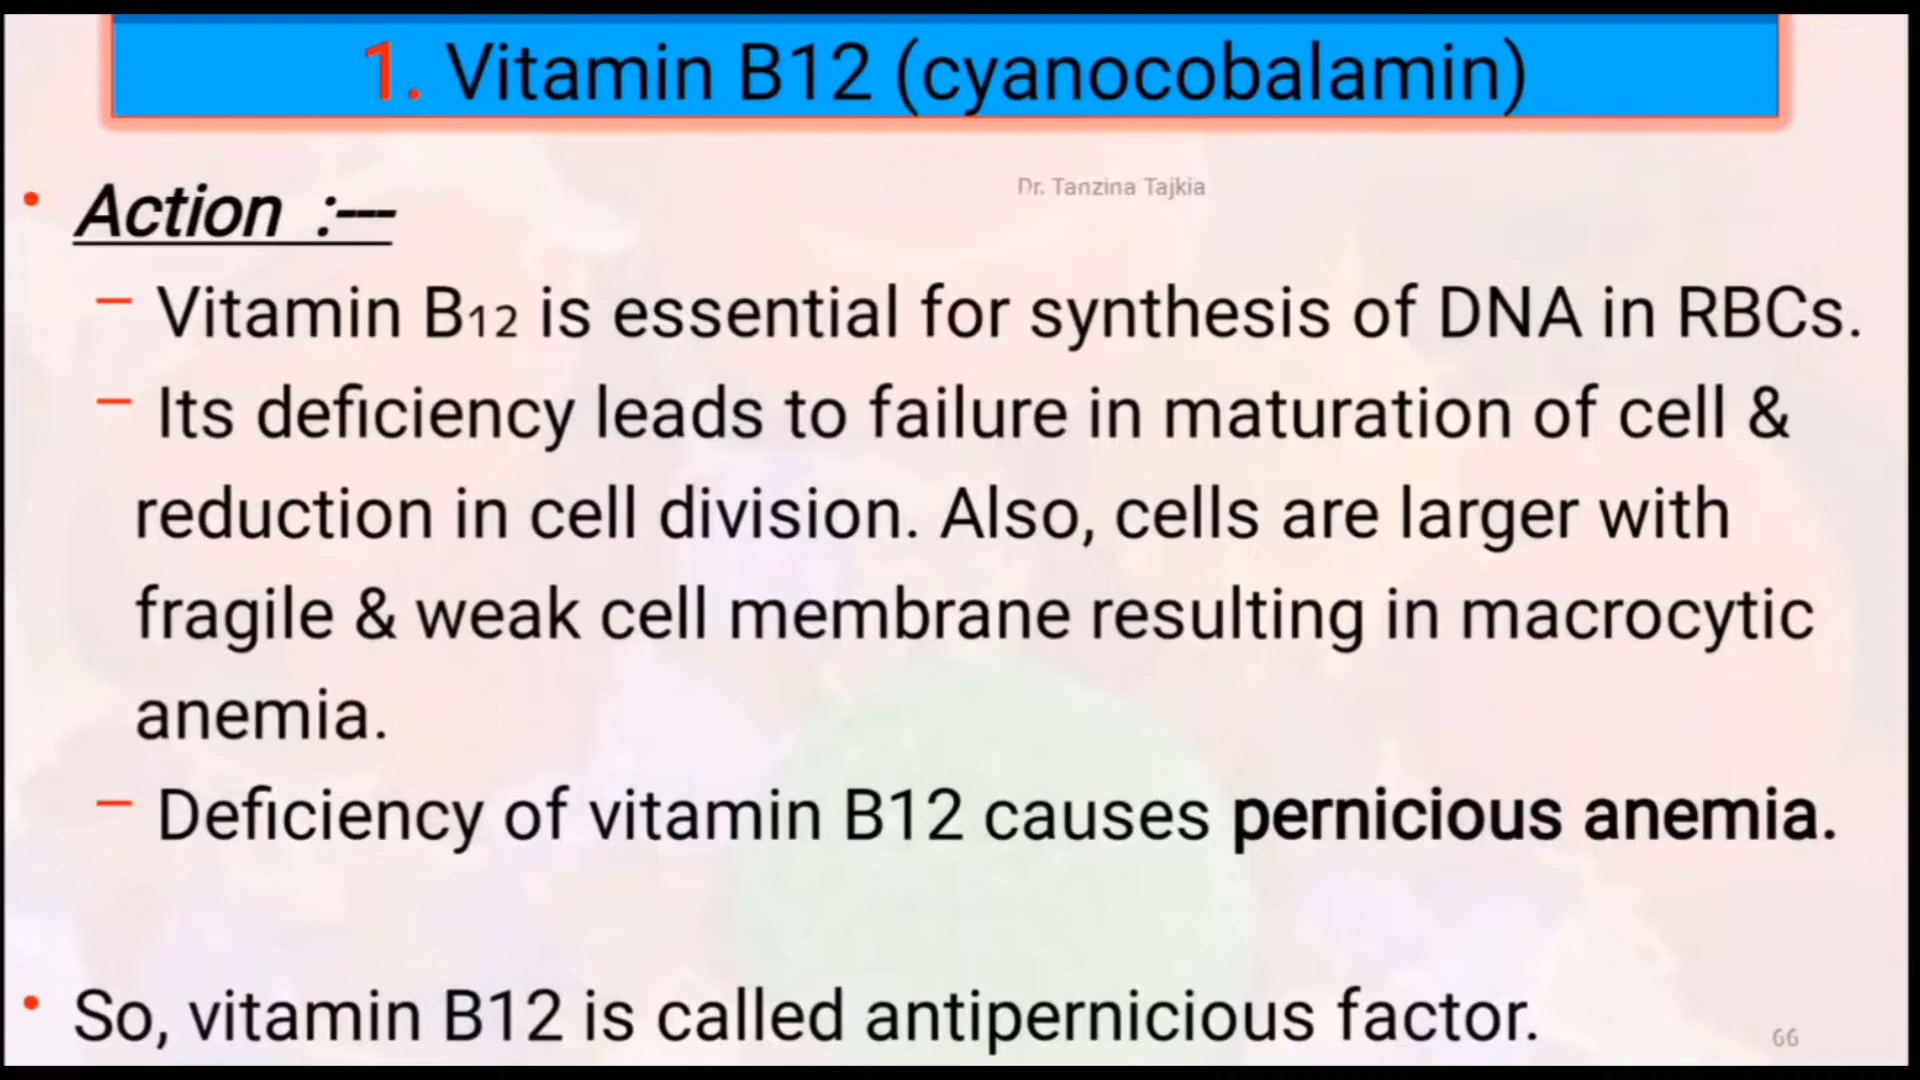 1. Vitamin B12 (cyanocobalamin)
Dr. Tanzina Tajkia
• Action :---
– Vitamin B₁₂ is essential for synthesis of DNA in RBCs.
– Its deficiency leads to failure in maturation of cell &
reduction in cell division. Also, cells are larger with
fragile & weak cell membrane resulting in macrocytic
anemia.
– Deficiency of vitamin B12 causes pernicious anemia.
• So, vitamin B12 is called antipernicious factor.
66